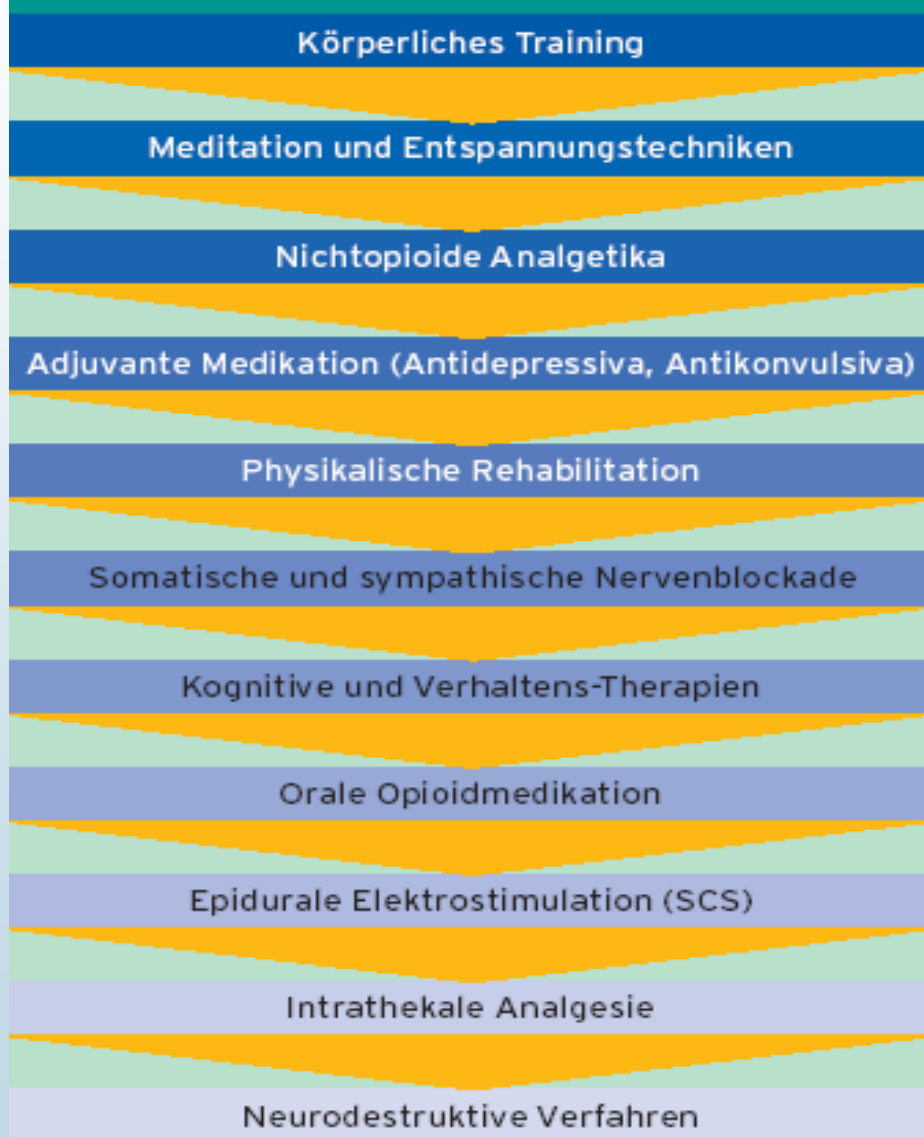 Körperliches Training
Meditation und Entspannungstechniken
Nichtopioide Analgetika
Adjuvante Medikation (Antidepressiva, Antikonvulsiva)
Physikalische Rehabilitation
Somatische und sympathische Nervenblockade
Kognitive und Verhaltens-Therapien
Orale Opioidmedikation
Epidurale Elektrostimulation (SCS)
Intrathekale Analgesie
Neurodestruktive Verfahren